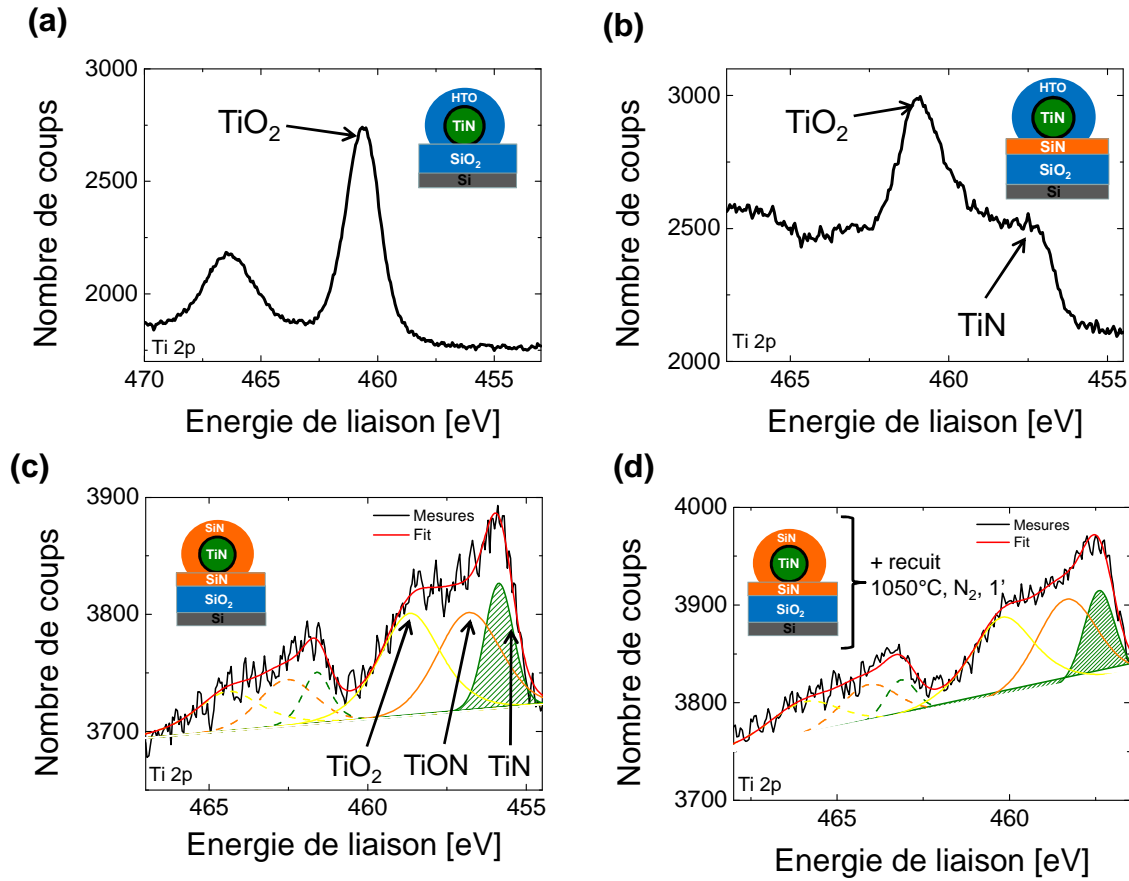 (a)
3000
2500
2000
Nombre de coups
TiO₂
HTO
TiN
SiO₂
Si
Ti 2p
470
465
460
455
Energie de liaison [eV]
(b)
3000
2500
2000
Nombre de coups
TiO₂
TiN
HTO
TiN
SiN
SiO₂
Si
Ti 2p
465
460
455
Energie de liaison [eV]
(c)
3900
3800
3700
Nombre de coups
SiN
TiN
SiN
SiO₂
Si
Mesures
Fit
TiO₂
TiON
TiN
Ti 2p
465
460
455
Energie de liaison [eV]
(d)
4000
3900
3800
3700
Nombre de coups
SiN
TiN
SiN
SiO₂
Si
+ recuit
1050°C, N₂, 1'
Mesures
Fit
Ti 2p
465
460
Energie de liaison [eV]